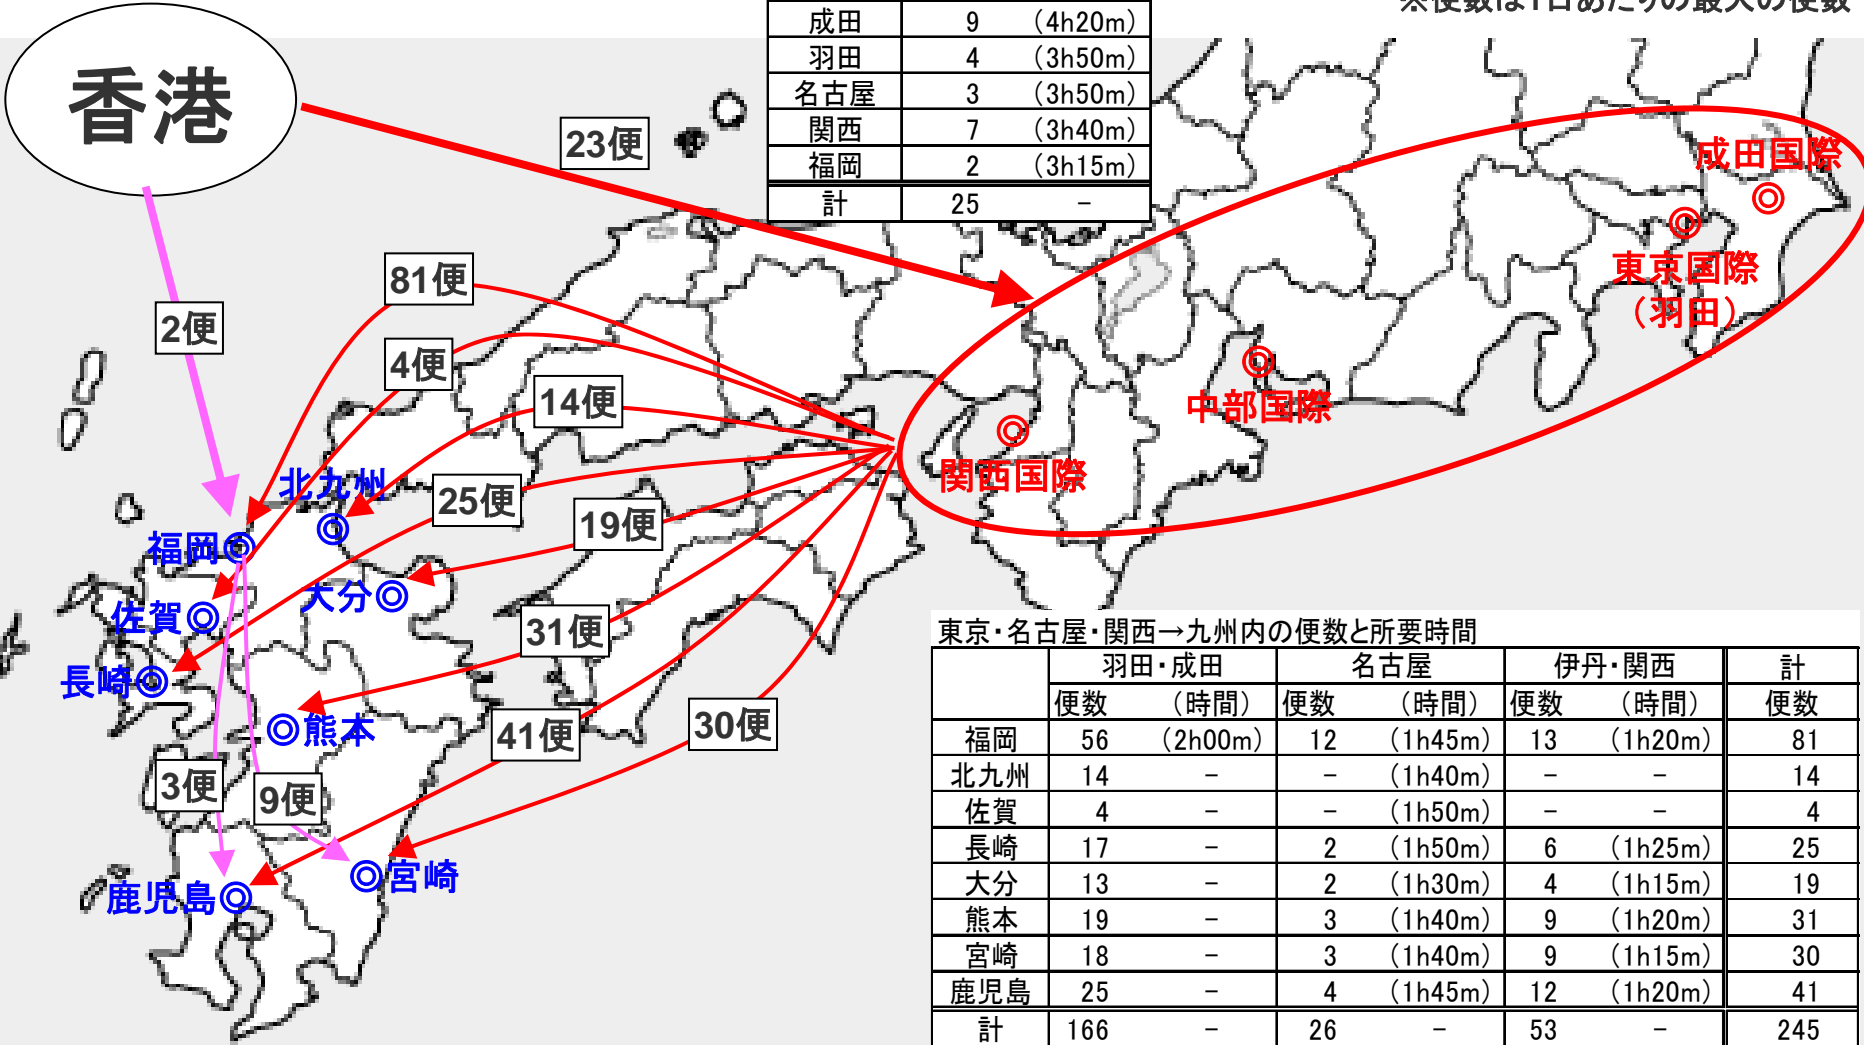 ※便数は1日あたりの最大の便数
香港
成田 9 (4h20m)
羽田 4 (3h50m)
名古屋 3 (3h50m)
関西 7 (3h40m)
福岡 2 (3h15m)
計 25 －
23便
2便
81便
4便
14便
25便
19便
31便
41便
30便
3便
9便
成田国際
東京国際
（羽田）
中部国際
関西国際
北九州
福岡
佐賀
大分
長崎
熊本
宮崎
鹿児島
東京・名古屋・関西→九州内の便数と所要時間
羽田・成田 名古屋 伊丹・関西 計
便数 （時間） 便数 （時間） 便数 （時間） 便数
福岡 56 (2h00m) 12 (1h45m) 13 (1h20m) 81
北九州 14 － － (1h40m) － － 14
佐賀 4 － － (1h50m) － － 4
長崎 17 － 2 (1h50m) 6 (1h25m) 25
大分 13 － 2 (1h30m) 4 (1h15m) 19
熊本 19 － 3 (1h40m) 9 (1h20m) 31
宮崎 18 － 3 (1h40m) 9 (1h15m) 30
鹿児島 25 － 4 (1h45m) 12 (1h20m) 41
計 166 － 26 － 53 － 245